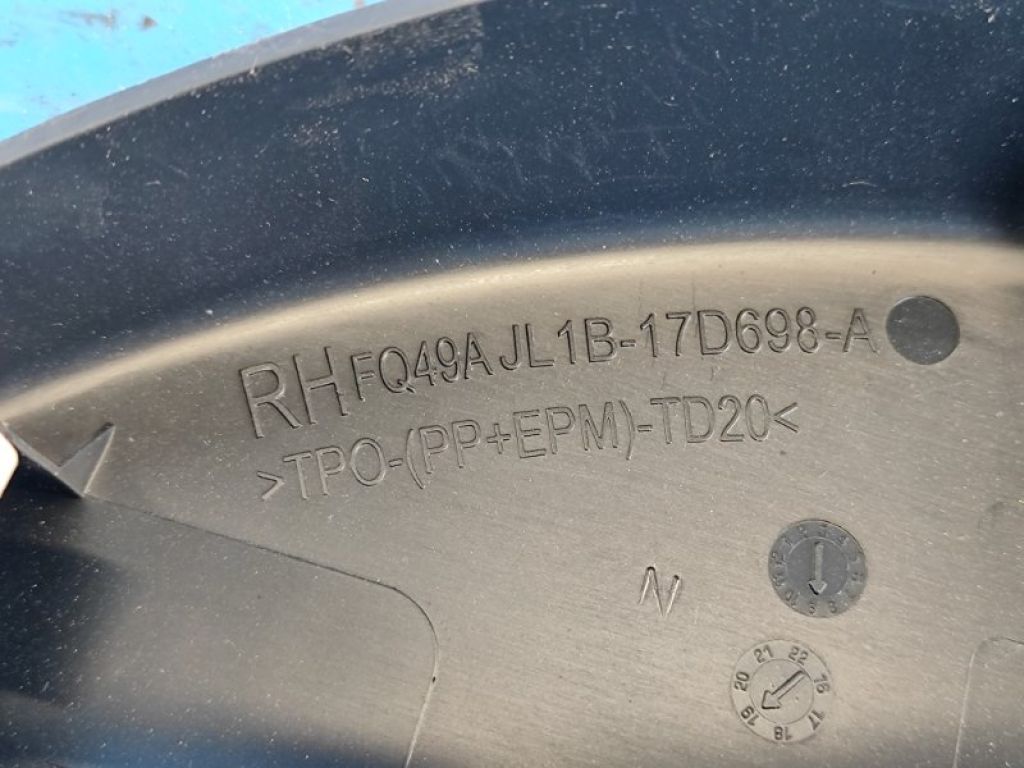 RH FQ49A JL1B-17D698-A
>TPO-(PP+EPM)-TD20<
N
21 22 16 17 18 19 20